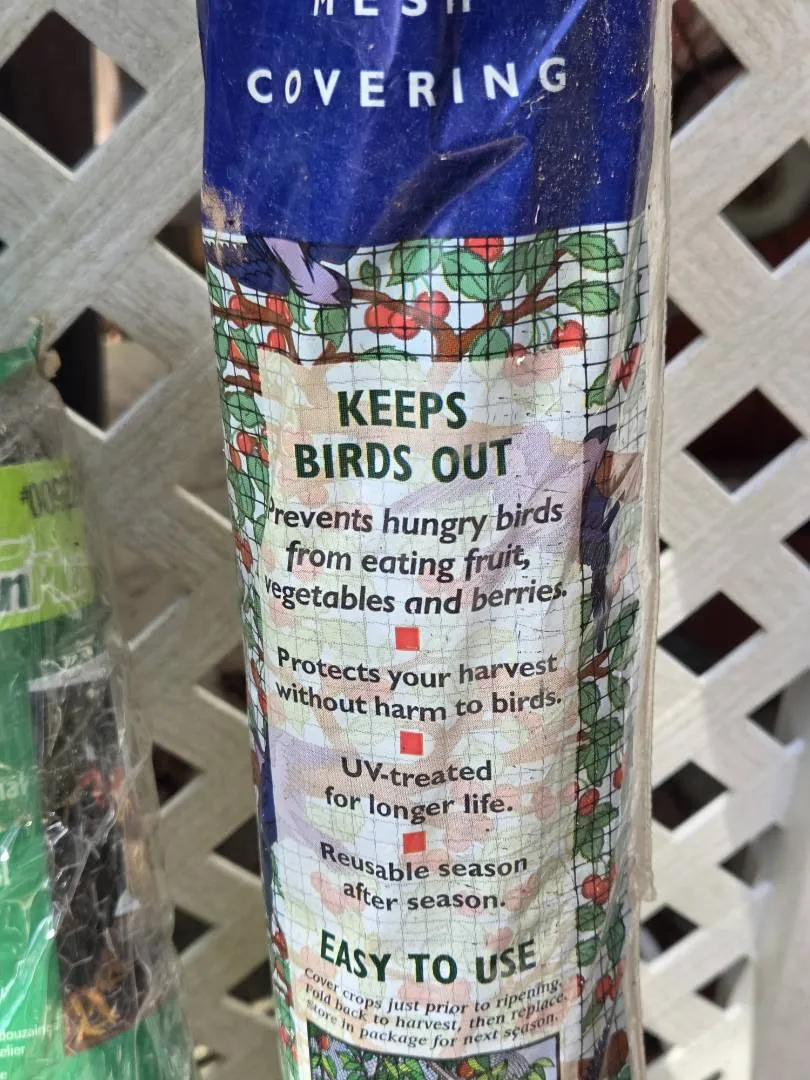 MESH
COVERING
KEEPS
BIRDS OUT
Prevents hungry birds
from eating fruit,
vegetables and berries.
Protects your harvest
without harm to birds.
UV-treated
for longer life.
Reusable season
after season.
EASY TO USE
Cover crops just prior to ripening.
Fold back to harvest, then replace.
Store in package for next season.